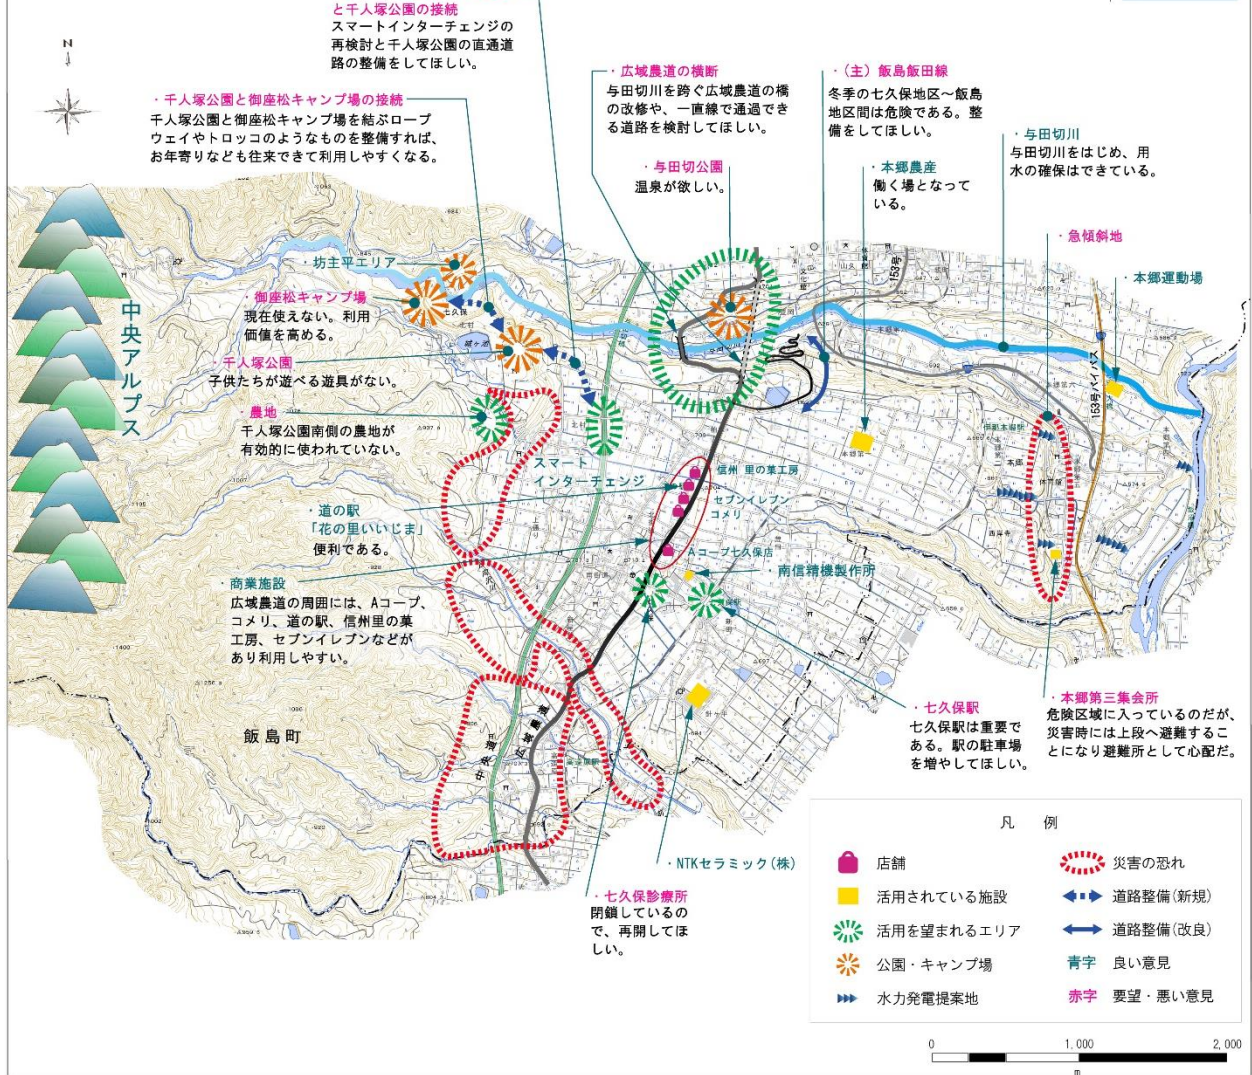 と千人塚公園の接続
スマートインターチェンジの
再検討と千人塚公園の直通道
路の整備をしてほしい。
N
・千人塚公園と御座松キャンプ場の接続
千人塚公園と御座松キャンプ場を結ぶロープ
ウェイやトロッコのようなものを整備すれば、
お年寄りなども往来できて利用しやすくなる。
・広域農道の横断
与田切川を跨ぐ広域農道の橋
の改修や、一直線で通過でき
る道路を検討してほしい。
・(主)飯島飯田線
冬季の七久保地区～飯島
地区間は危険である。整
備をしてほしい。
・与田切川
与田切川をはじめ、用
水の確保はできている。
・与田切公園
温泉が欲しい。
・本郷農産
働く場となって
いる。
・急傾斜地
・本郷運動場
・坊主平エリア
・御座松キャンプ場
現在使えない。利用
価値を高める。
・千人塚公園
子供たちが遊べる遊具がない。
・農地
千人塚公園南側の農地が
有効的に使われていない。
中央アルプス
七久保
城ヶ池
153号
153号バイパス
スマート
インターチェンジ
信州 里の菓工房
セブンイレブン
コメリ
Aコープ七久保店
・南信精機製作所
・道の駅
「花の里いいじま」
便利である。
・商業施設
広域農道の周囲には、Aコープ、
コメリ、道の駅、信州里の菓
工房、セブンイレブンなどが
あり利用しやすい。
伊那本郷駅
本郷
本郷第一
飯島町
中央道
広域農道
・七久保駅
七久保駅は重要で
ある。駅の駐車場
を増やしてほしい。
・本郷第三集会所
危険区域に入っているのだが、
災害時には上段へ避難するこ
とになり避難所として心配だ。
・NTKセラミック(株)
・七久保診療所
閉鎖しているの
で、再開してほ
しい。
凡 例
店舗
災害の恐れ
活用されている施設
道路整備(新規)
活用を望まれるエリア
道路整備(改良)
公園・キャンプ場
青字 良い意見
水力発電提案地
赤字 要望・悪い意見
0 1,000 2,000
m